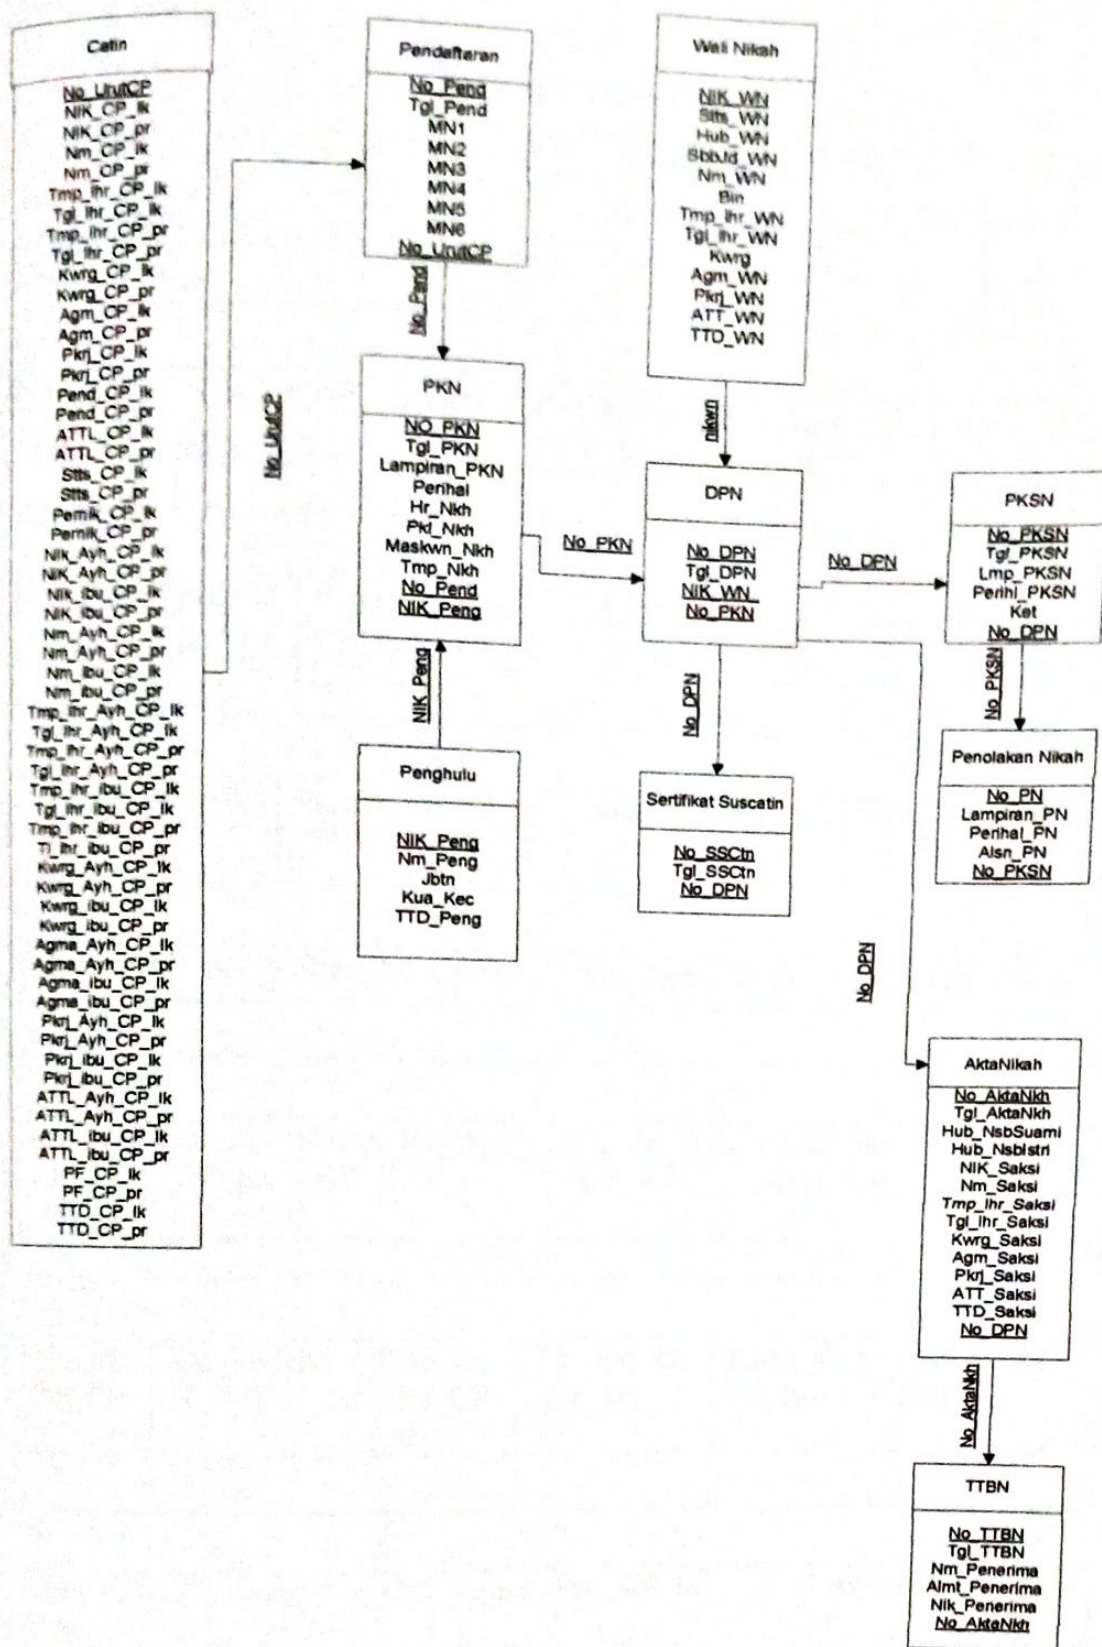 Catin
No_UrutCP
NIK_CP_lk
NIK_CP_pr
Nm_CP_lk
Nm_CP_pr
Tmp_lhr_CP_lk
Tgl_lhr_CP_lk
Tmp_lhr_CP_pr
Tgl_lhr_CP_pr
Kwrg_CP_lk
Kwrg_CP_pr
Agm_CP_lk
Agm_CP_pr
Pkrj_CP_lk
Pkrj_CP_pr
Pend_CP_lk
Pend_CP_pr
ATTL_CP_lk
ATTL_CP_pr
Stts_CP_lk
Stts_CP_pr
Pernik_CP_lk
Pernik_CP_pr
Nik_Ayh_CP_lk
NIK_Ayh_CP_pr
Nik_ibu_CP_lk
NIK_ibu_CP_pr
Nm_Ayh_CP_lk
Nm_Ayh_CP_pr
Nm_ibu_CP_lk
Nm_ibu_CP_pr
Tmp_lhr_Ayh_CP_lk
Tgl_lhr_Ayh_CP_lk
Tmp_lhr_Ayh_CP_pr
Tgl_lhr_Ayh_CP_pr
Tmp_lhr_ibu_CP_lk
Tgl_lhr_ibu_CP_lk
Tmp_lhr_ibu_CP_pr
Tl_lhr_ibu_CP_pr
Kwrg_Ayh_CP_lk
Kwrg_Ayh_CP_pr
Kwrg_ibu_CP_lk
Kwrg_ibu_CP_pr
Agma_Ayh_CP_lk
Agma_Ayh_CP_pr
Agma_ibu_CP_lk
Agma_ibu_CP_pr
Pkrj_Ayh_CP_lk
Pkrj_Ayh_CP_pr
Pkrj_ibu_CP_lk
Pkrj_ibu_CP_pr
ATTL_Ayh_CP_lk
ATTL_Ayh_CP_pr
ATTL_ibu_CP_lk
ATTL_ibu_CP_pr
PF_CP_lk
PF_CP_pr
TTD_CP_lk
TTD_CP_pr
No_UrutCP
Pendaftaran
No_Pend
Tgl_Pend
MN1
MN2
MN3
MN4
MN5
MN6
No_UrutCP
No_Pend
PKN
NO_PKN
Tgl_PKN
Lampiran_PKN
Perihal
Hr_Nkh
Pkl_Nkh
Maskwn_Nkh
Tmp_Nkh
No_Pend
NIK_Peng
NIK_Peng
Penghulu
NIK_Peng
Nm_Peng
Jbtn
Kua_Kec
TTD_Peng
No_PKN
Wali Nikah
NIK_WN
Stts_WN
Hub_WN
SbbJd_WN
Nm_WN
Bin
Tmp_lhr_WN
Tgl_lhr_WN
Kwrg
Agm_WN
Pkrj_WN
ATT_WN
TTD_WN
nikwn
DPN
No_DPN
Tgl_DPN
NIK_WN_
No_PKN
No_DPN
Sertifikat Suscatin
No_SSCtn
Tgl_SSCtn
No_DPN
No_DPN
PKSN
No_PKSN
Tgl_PKSN
Lmp_PKSN
Perihl_PKSN
Ket
No_DPN
No_PKSN
Penolakan Nikah
No_PN
Lampiran_PN
Perihal_PN
Alsn_PN
No_PKSN
No_DPN
AktaNikah
No_AktaNkh
Tgl_AktaNkh
Hub_NsbSuami
Hub_NsbIstri
NIK_Saksi
Nm_Saksi
Tmp_lhr_Saksi
Tgl_lhr_Saksi
Kwrg_Saksi
Agm_Saksi
Pkrj_Saksi
ATT_Saksi
TTD_Saksi
No_DPN
No_AktaNkh
TTBN
No_TTBN
Tgl_TTBN
Nm_Penerima
Almt_Penerima
Nik_Penerima
No_AktaNkh